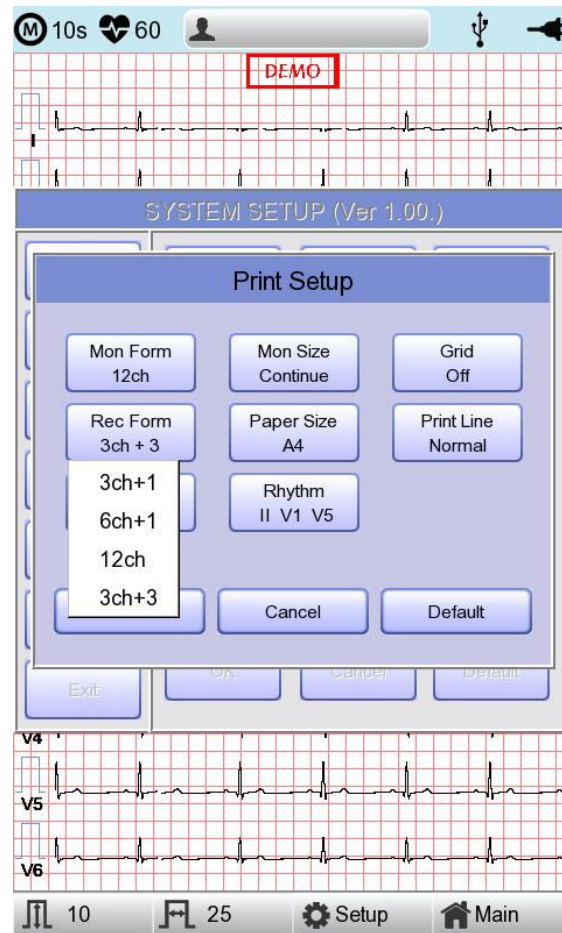 M 10s 60
DEMO
I
SYSTEM SETUP (Ver 1.00.)
Print Setup
Mon Form
12ch
Mon Size
Continue
Grid
Off
Rec Form
3ch + 3
Paper Size
A4
Print Line
Normal
3ch+1
6ch+1
12ch
3ch+3
Rhythm
II V1 V5
Cancel
Default
Exit
OK
Cancel
Default
V4
V5
V6
10
25
Setup
Main